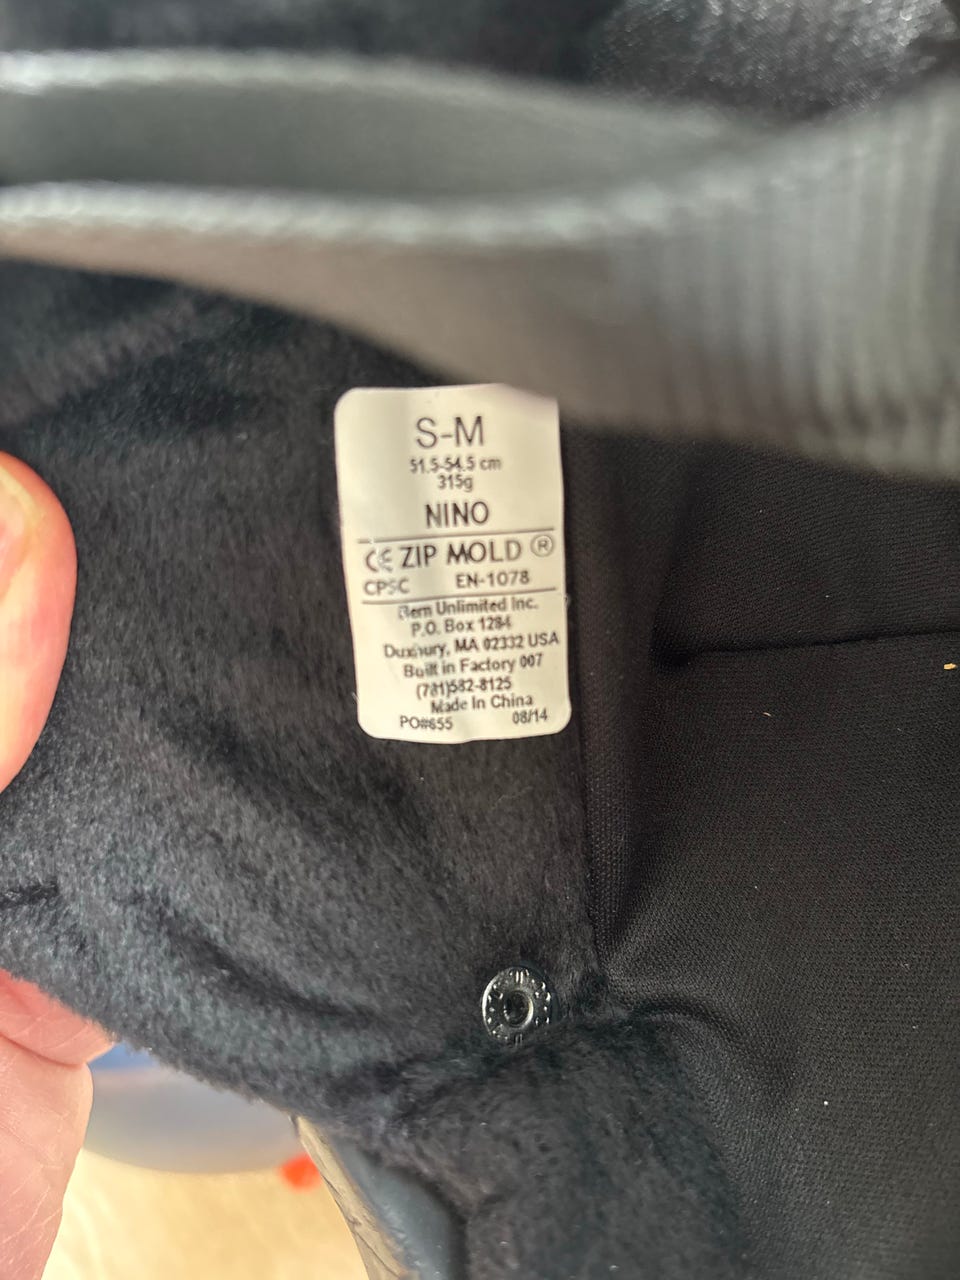 S-M
51.5-54.5 cm
315g
NINO
CE ZIP MOLD ®
CPSC EN-1078
Bern Unlimited Inc.
P.O. Box 1284
Duxbury, MA 02332 USA
Built in Factory 007
(781)582-8125
Made In China
PO#655 08/14